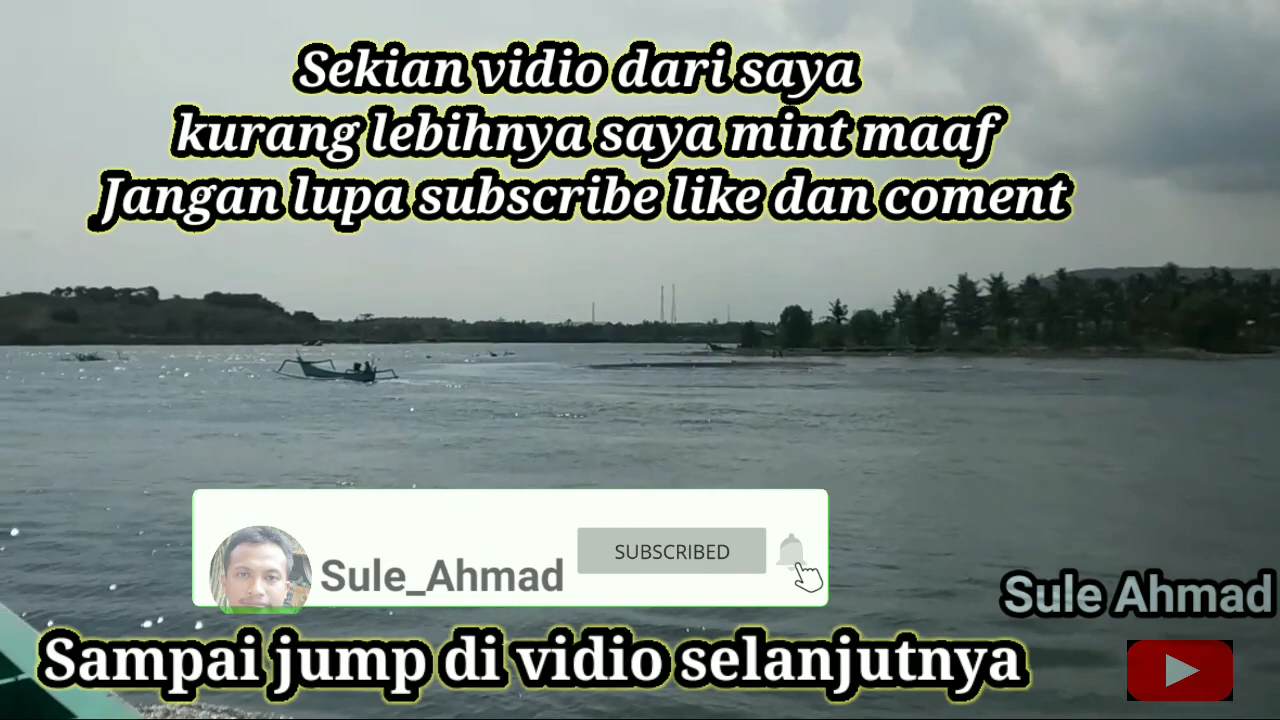 Sekian vidio dari saya
kurang lebihnya saya mint maaf
Jangan lupa subscribe like dan coment
Sule_Ahmad
SUBSCRIBED
Sule Ahmad
Sampai jump di vidio selanjutnya